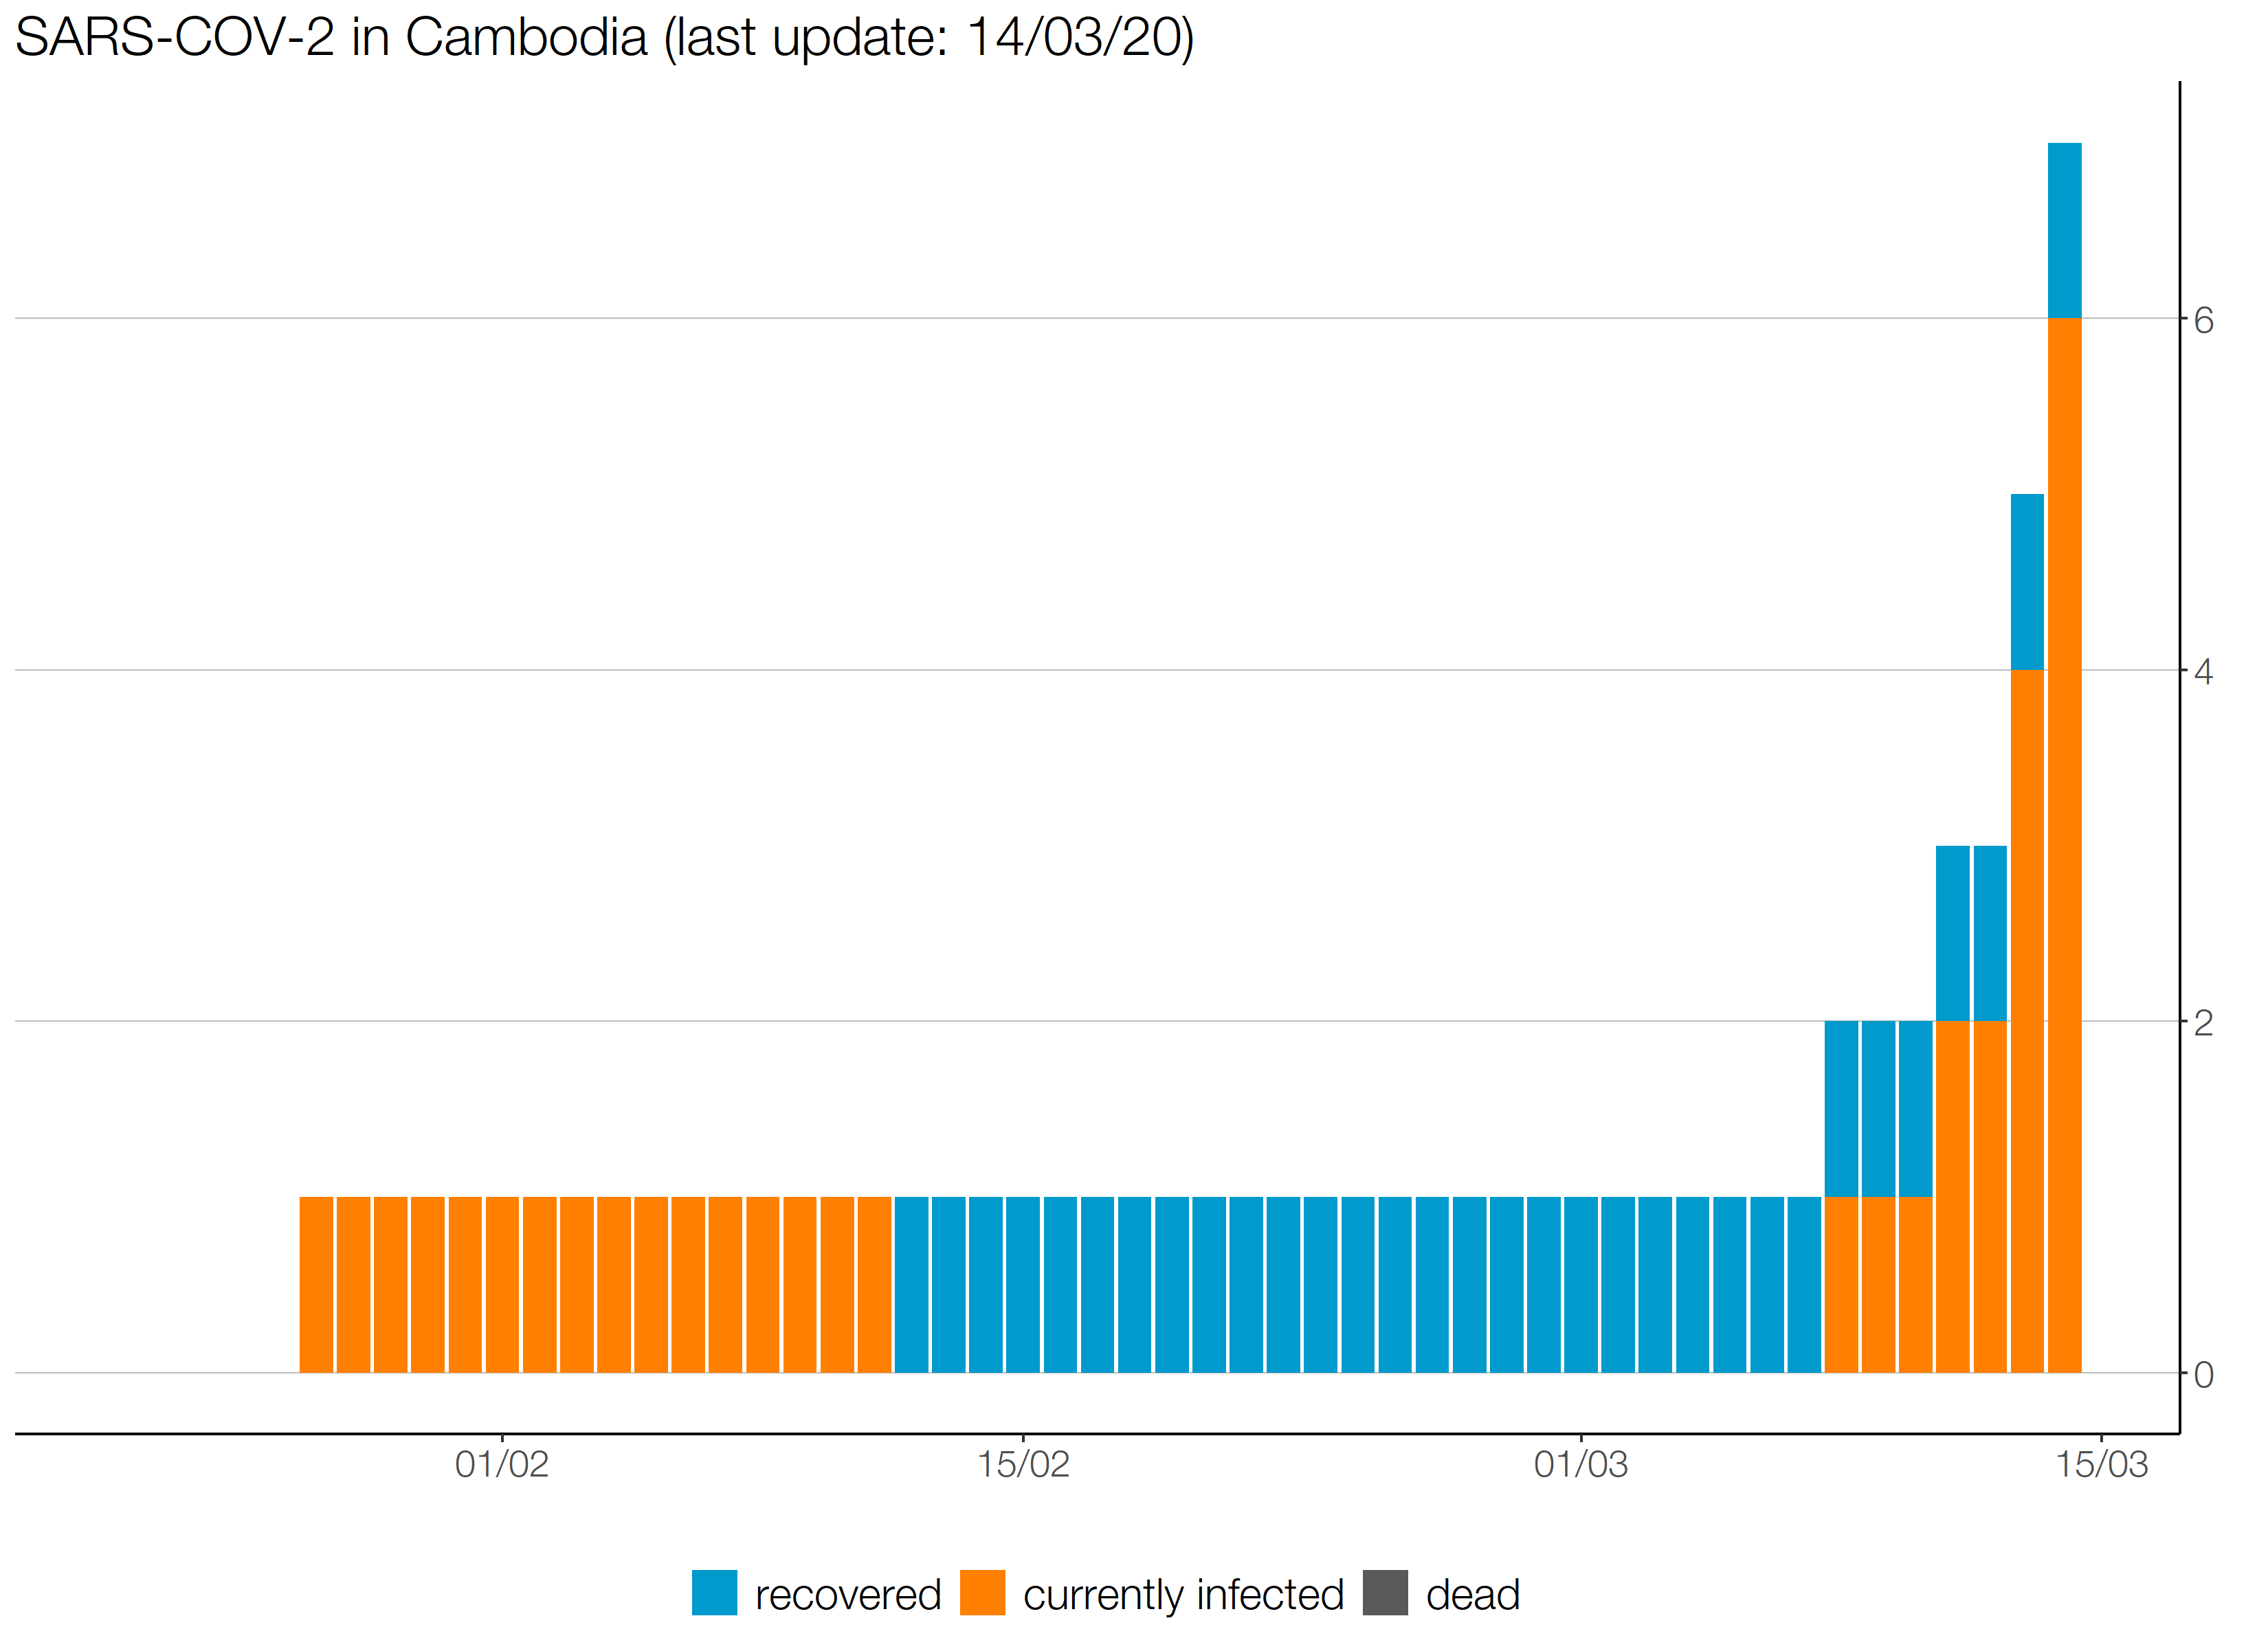 SARS-COV-2 in Cambodia (last update: 14/03/20)
6
4
2
0
01/02 15/02 01/03 15/03
recovered currently infected dead